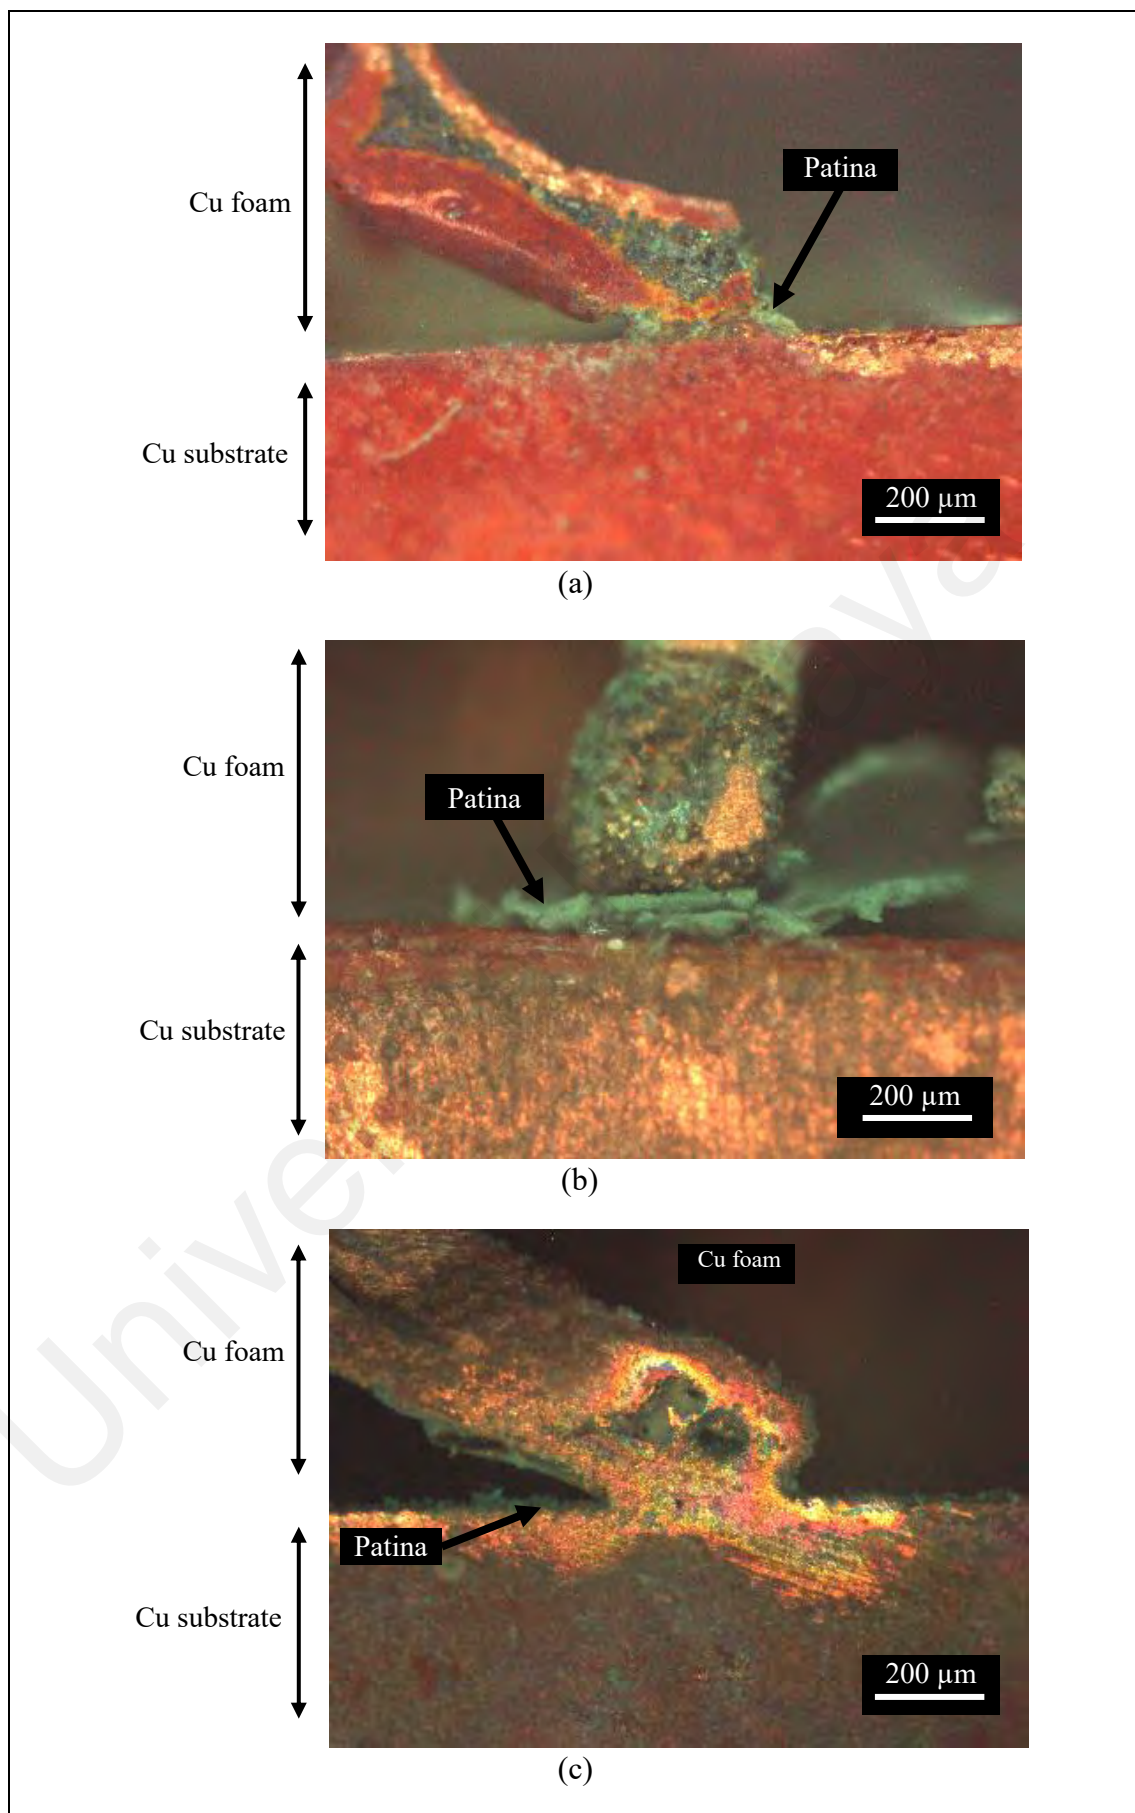 Cu foam
Patina
Cu substrate
200 µm
(a)
Cu foam
Patina
Cu substrate
200 µm
(b)
Cu foam
Cu foam
Patina
Cu substrate
200 µm
(c)